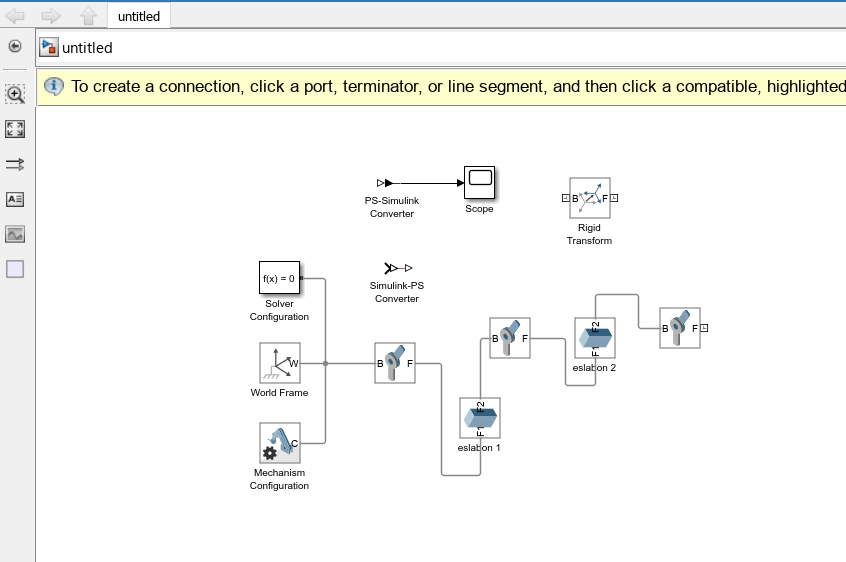 untitled
untitled
To create a connection, click a port, terminator, or line segment, and then click a compatible, highlighted
PS-Simulink
Converter
Scope
B F
Rigid
Transform
f(x) = 0
Solver
Configuration
Simulink-PS
Converter
W
World Frame
B F
B F
F2
F1
eslabon 2
B F
F2
F1
eslabon 1
C
Mechanism
Configuration